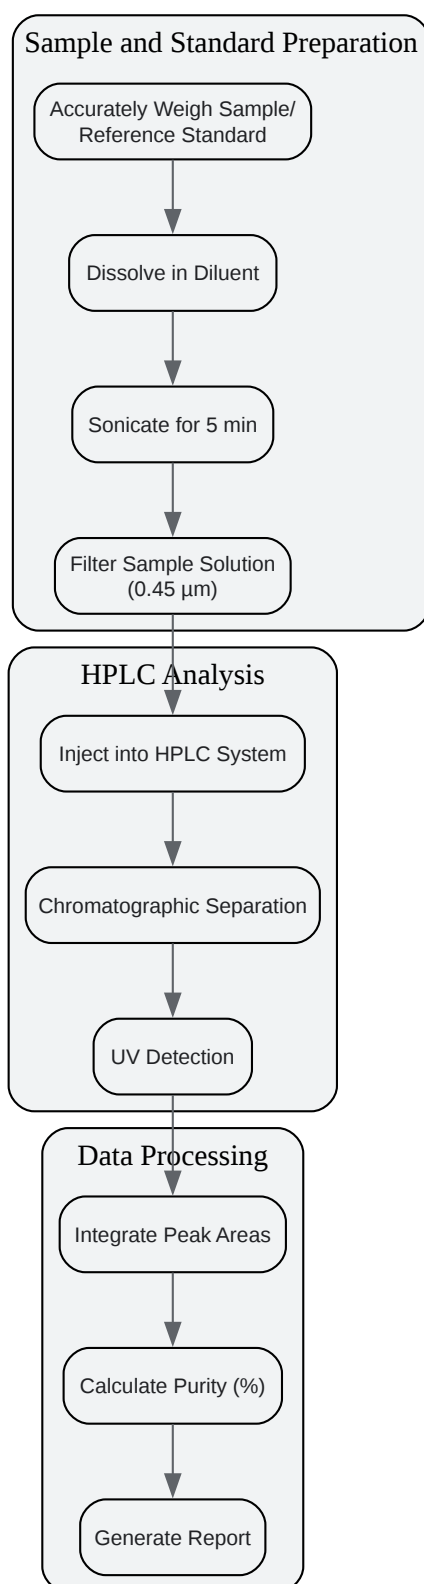 Sample and Standard Preparation
Accurately Weigh Sample/
Reference Standard
Dissolve in Diluent
Sonicate for 5 min
Filter Sample Solution
(0.45 µm)
HPLC Analysis
Inject into HPLC System
Chromatographic Separation
UV Detection
Data Processing
Integrate Peak Areas
Calculate Purity (%)
Generate Report